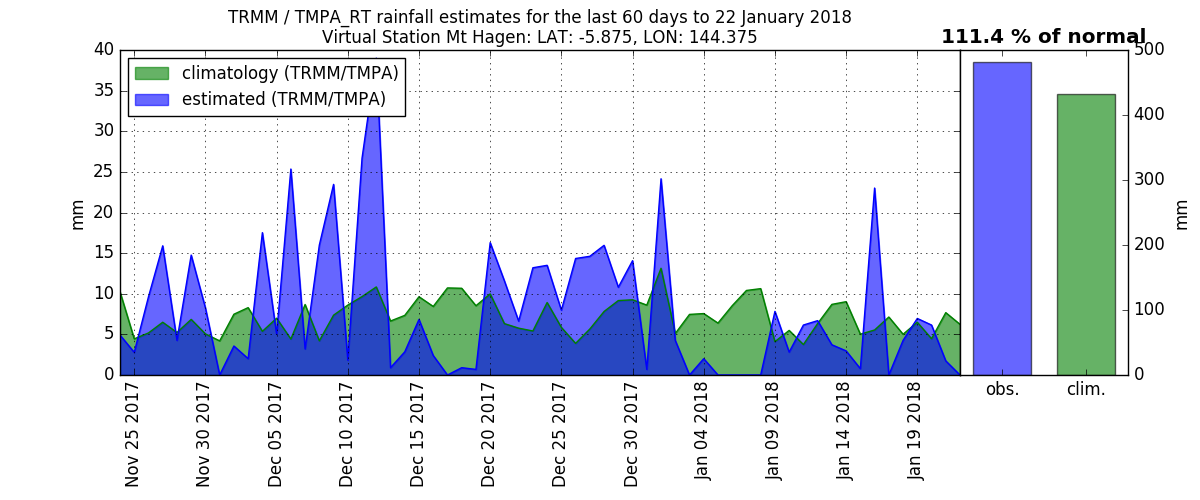 TRMM / TMPA_RT rainfall estimates for the last 60 days to 22 January 2018
Virtual Station Mt Hagen: LAT: -5.875, LON: 144.375
111.4 % of normal
climatology (TRMM/TMPA)
estimated (TRMM/TMPA)
mm
40
35
30
25
20
15
10
5
0
Nov 25 2017
Nov 30 2017
Dec 05 2017
Dec 10 2017
Dec 15 2017
Dec 20 2017
Dec 25 2017
Dec 30 2017
Jan 04 2018
Jan 09 2018
Jan 14 2018
Jan 19 2018
obs.
clim.
500
400
300
200
100
0
mm